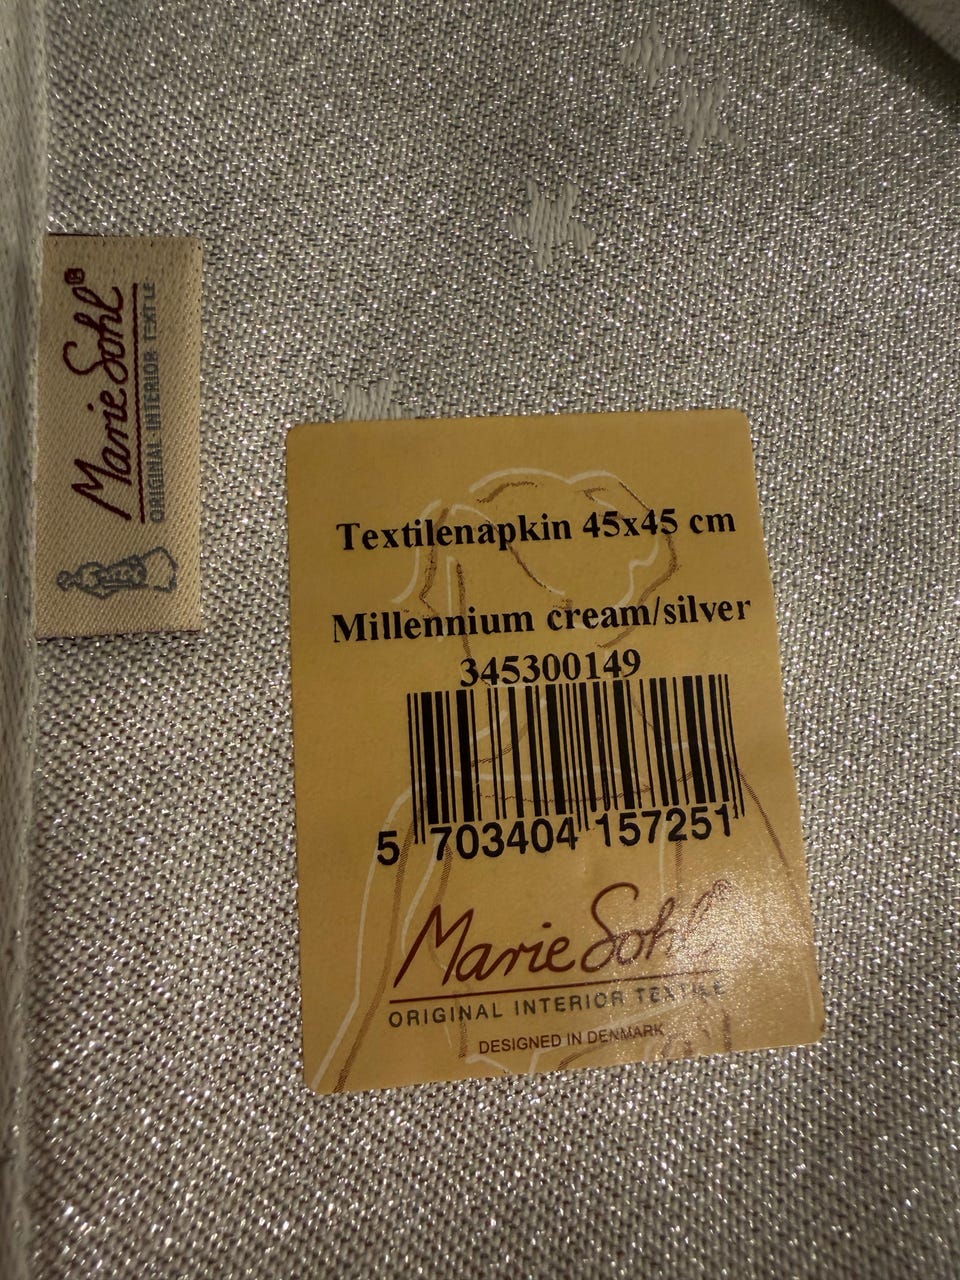 Marie Sohl®
ORIGINAL INTERIOR TEXTILE
Textilenapkin 45x45 cm
Millennium cream/silver
345300149
5 703404 157251
Marie Sohl®
ORIGINAL INTERIOR TEXTILE
DESIGNED IN DENMARK